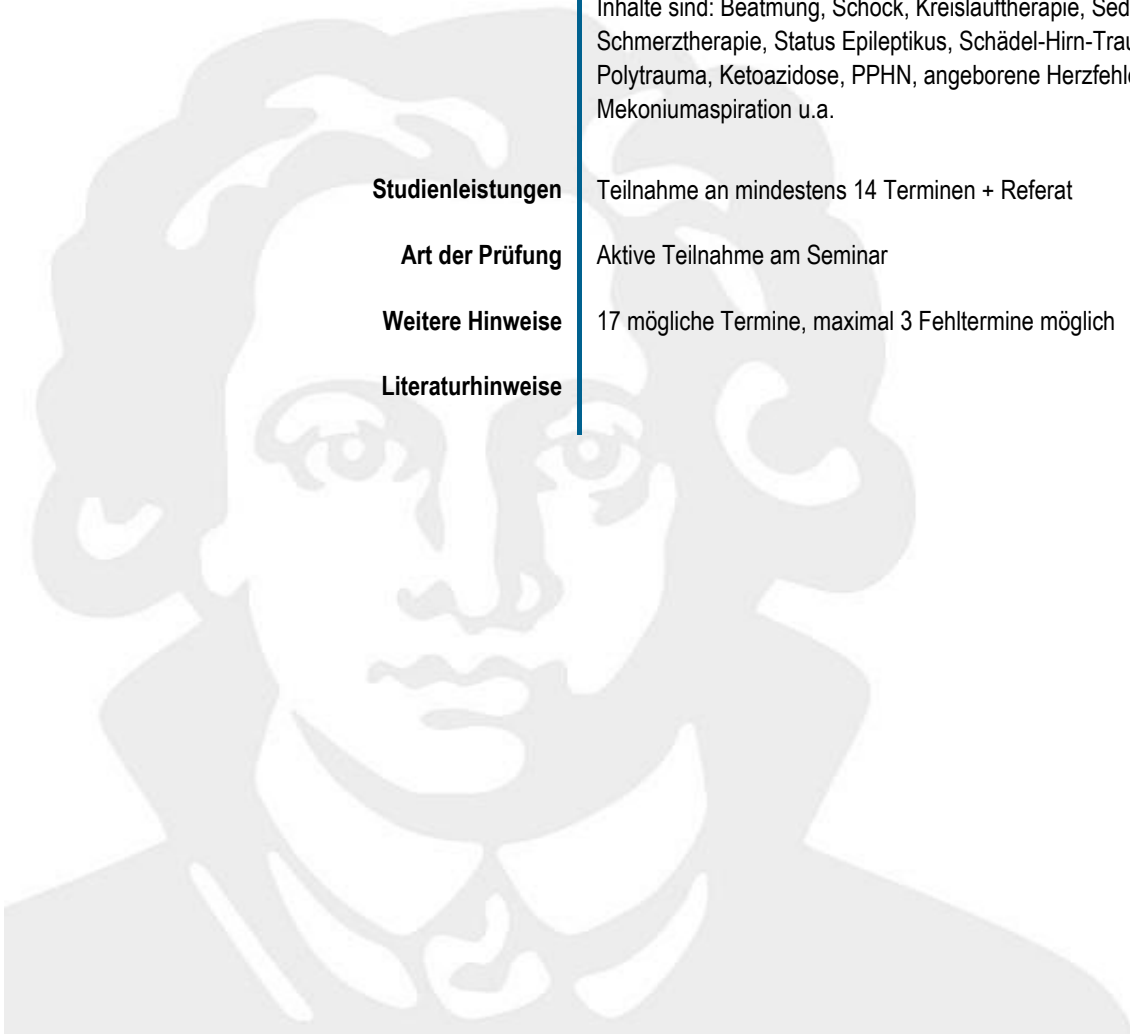 Inhalte sind: Beatmung, Schock, Kreislauftherapie,
Schmerztherapie, Status Epileptikus,
Polytrauma, Ketoazidose, PPHN, angeborene
Mekoniumaspiration u.a.
Studienleistungen Teilnahme an mindestens 14 Terminen + Referat
Art der Prüfung Aktive Teilnahme am Seminar
Weitere Hinweise 17 mögliche Termine, maximal 3 Fehltermine möglich
Literaturhinweise